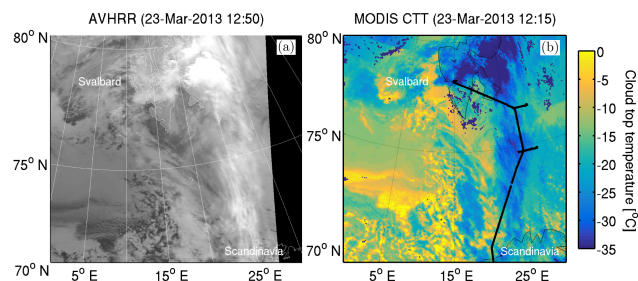 AVHRR (23-Mar-2013 12:50)
MODIS CTT (23-Mar-2013 12:15)
80° N
(a)
Svalbard
75° N
70° N
Scandinavia
5° E
15° E
25° E
80° N
(b)
Svalbard
75° N
70° N
Scandinavia
5° E
15° E
25° E
0
-5
-10
-15
-20
-25
-30
-35
Cloud top temperature [°C]